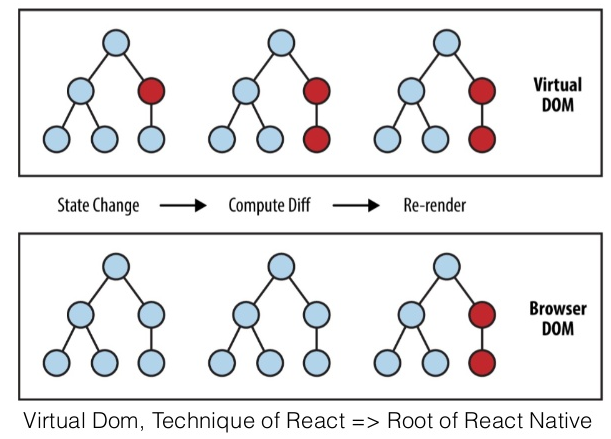 Virtual
DOM
State Change
Compute Diff
Re-render
Browser
DOM
Virtual Dom, Technique of React => Root of React Native